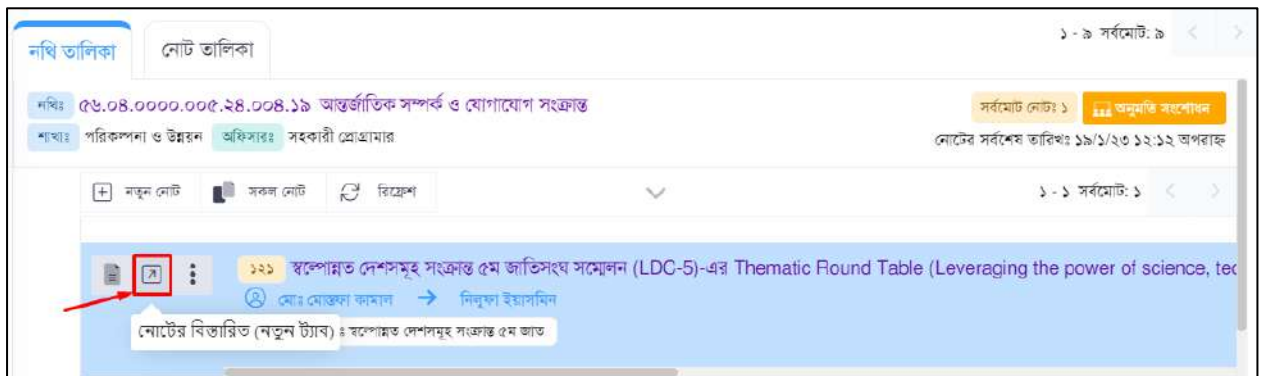 নথি তালিকা নোট তালিকা ১ - ৯ সর্বমোট: ৯
নথিঃ ৫৬.০৪.০০০০.০০৫.২৪.০০৪.১৯ আন্তর্জাতিক সম্পর্ক ও যোগাযোগ সংক্রান্ত সর্বমোট নোটঃ ১ অনুমতি সংশোধন
শাখাঃ পরিকল্পনা ও উন্নয়ন অফিসারঃ সহকারী প্রোগ্রামার নোটের সর্বশেষ তারিখঃ ১৯/১/২৩ ১২:১২ অপরাহ্ন
নতুন নোট সকল নোট রিফ্রেশ ১ - ১ সর্বমোট: ১
১২১ স্বল্পোন্নত দেশসমূহ সংক্রান্ত ৫ম জাতিসংঘ সম্মেলন (LDC-5)-এর Thematic Round Table (Leveraging the power of science, tec
মোঃ মোস্তফা কামাল নিলুফা ইয়াসমিন
নোটের বিস্তারিত (নতুন ট্যাব) ঃ স্বল্পোন্নত দেশসমূহ সংক্রান্ত ৫ম জাত